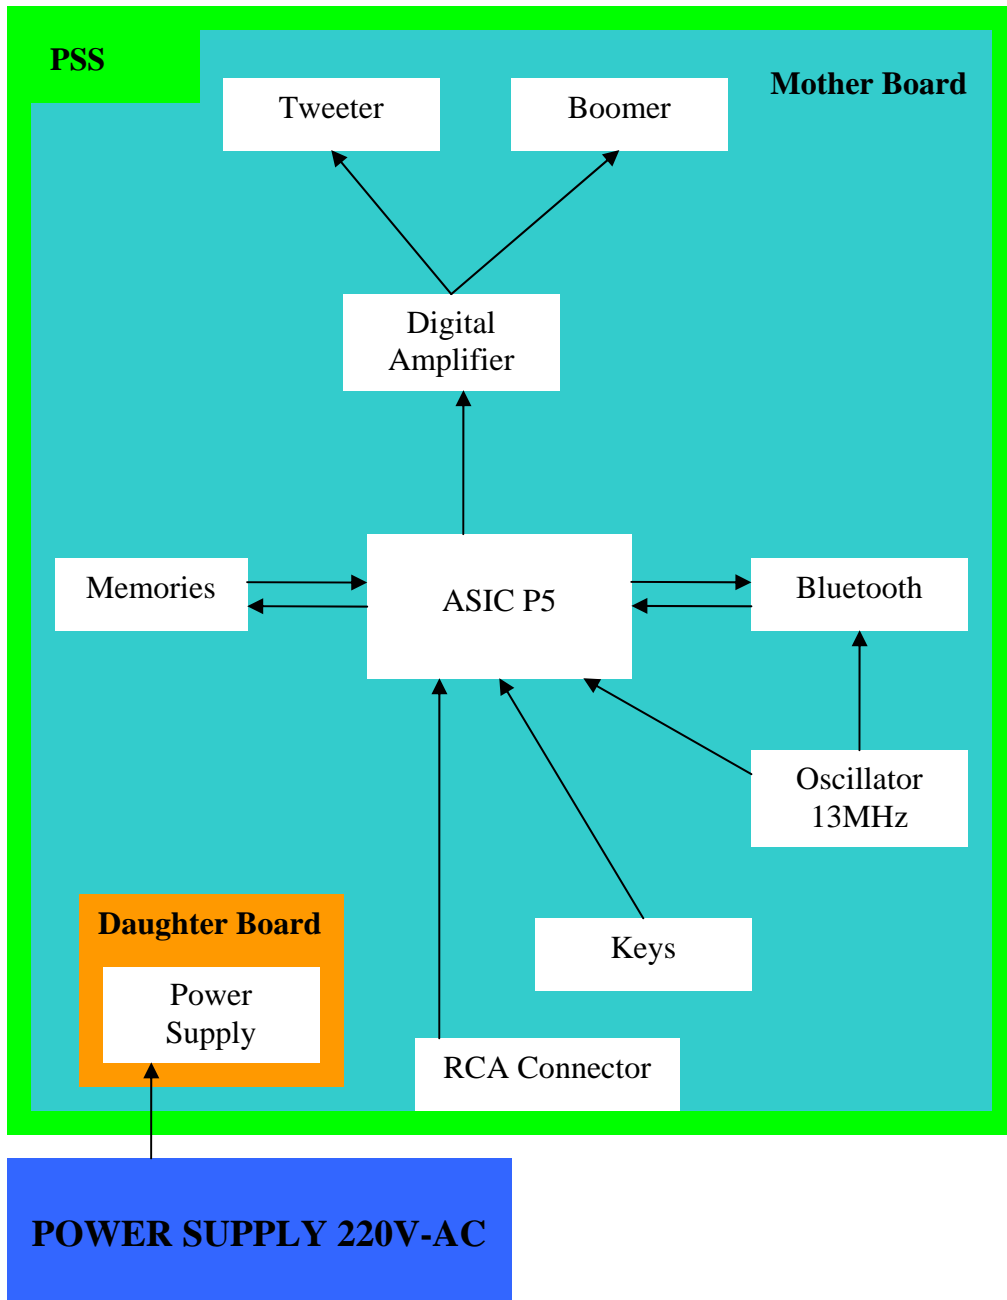 PSS
Mother Board
Tweeter
Boomer
Digital
Amplifier
Memories
ASIC P5
Bluetooth
Oscillator
13MHz
Daughter Board
Keys
Power
Supply
RCA Connector
POWER SUPPLY 220V-AC